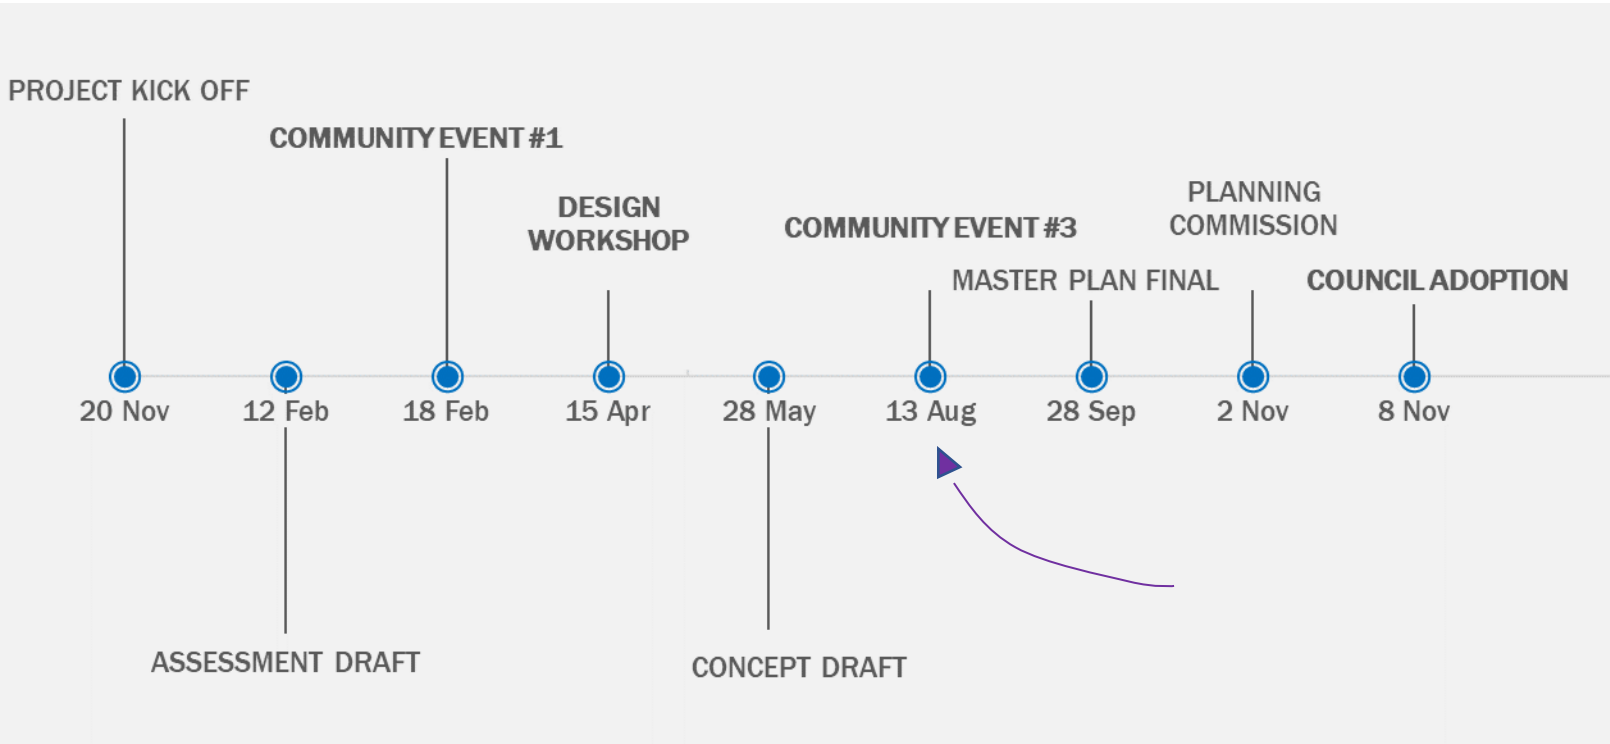 PROJECT KICK OFF
COMMUNITY EVENT #1
DESIGN
WORKSHOP
COMMUNITY EVENT #3
MASTER PLAN FINAL
PLANNING
COMMISSION
COUNCIL ADOPTION
20 Nov
12 Feb
18 Feb
15 Apr
28 May
13 Aug
28 Sep
2 Nov
8 Nov
ASSESSMENT DRAFT
CONCEPT DRAFT